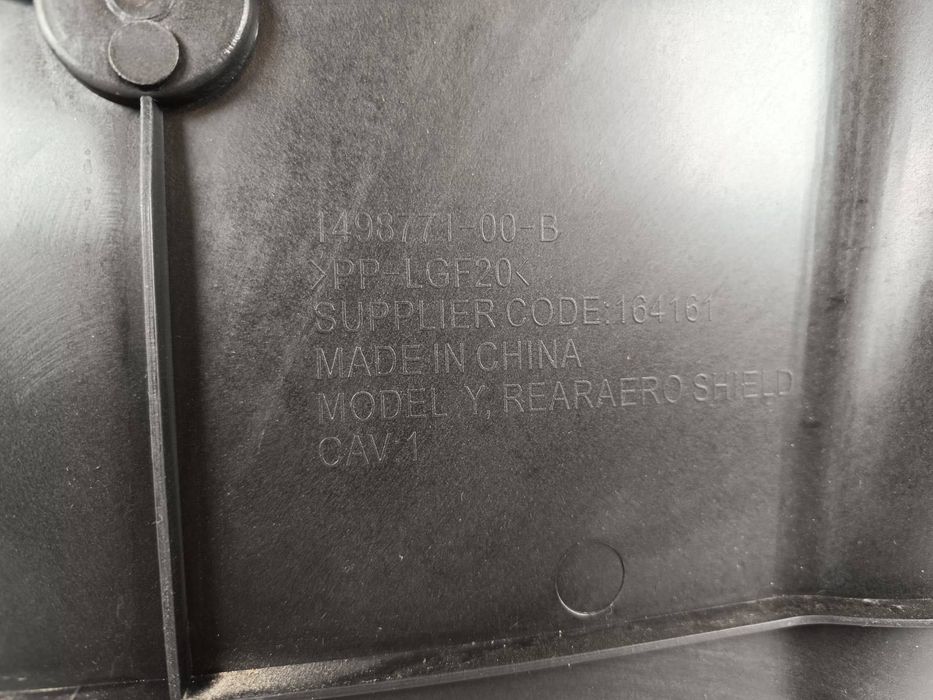 1498771-00-B
>PP-LGF20<
SUPPLIER CODE:164161
MADE IN CHINA
MODEL Y, REARAERO SHIELD
CAV:1